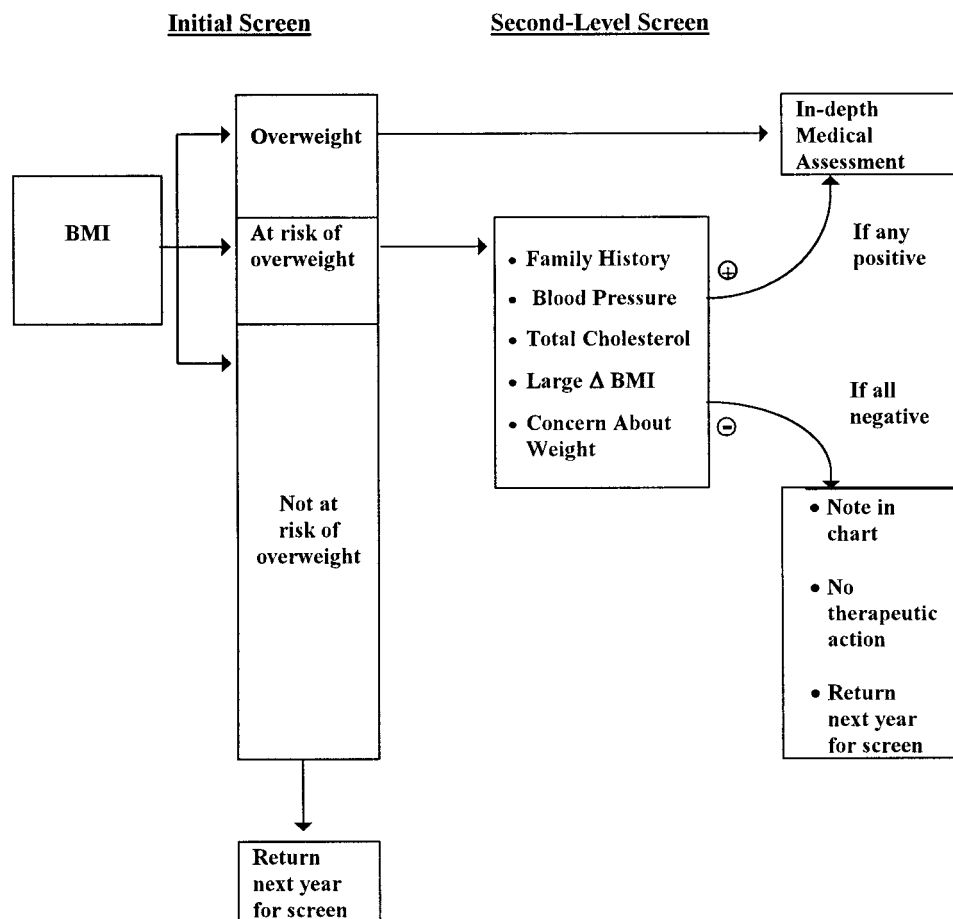 Initial Screen
Second-Level Screen
BMI
Overweight
At risk of
overweight
Not at
risk of
overweight
Return
next year
for screen
• Family History
• Blood Pressure
• Total Cholesterol
• Large Δ BMI
• Concern About
Weight
+
If any
positive
In-depth
Medical
Assessment
-
If all
negative
• Note in
chart
• No
therapeutic
action
• Return
next year
for screen